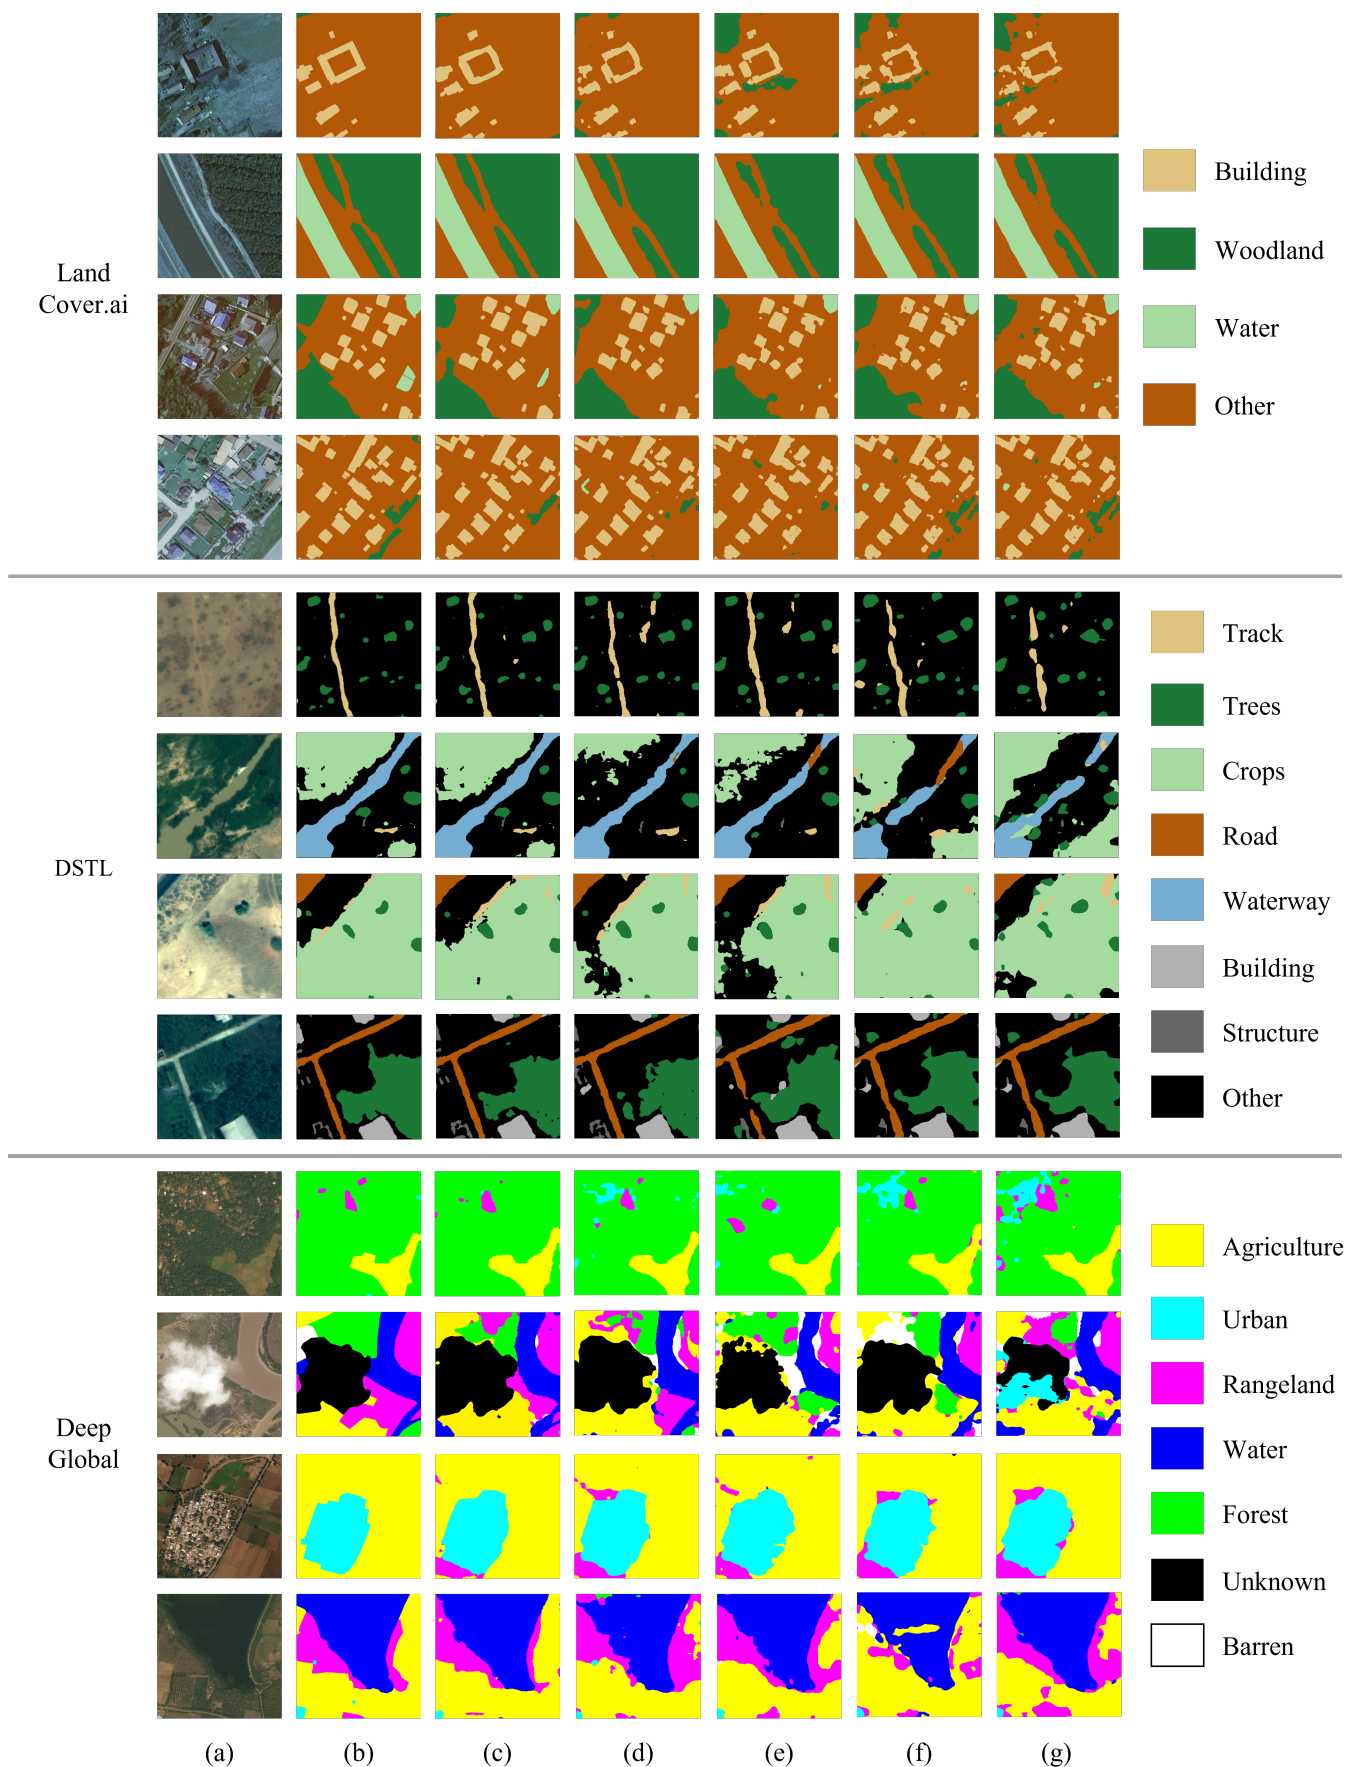 Land
Cover.ai
Building
Woodland
Water
Other
DSTL
Track
Trees
Crops
Road
Waterway
Building
Structure
Other
Deep
Global
Agriculture
Urban
Rangeland
Water
Forest
Unknown
Barren
(a) (b) (c) (d) (e) (f) (g)